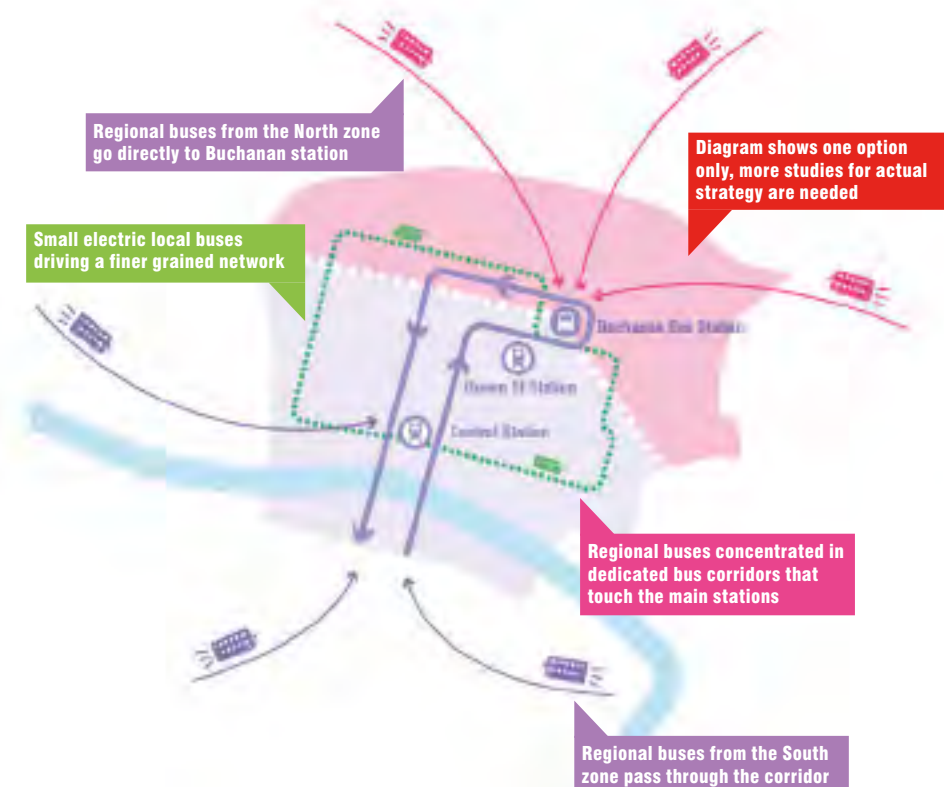 Regional buses from the North zone
go directly to Buchanan station
Diagram shows one option
only, more studies for actual
strategy are needed
Small electric local buses
driving a finer grained network
Buchanan Bus Station
Queen St Station
Central Station
Regional buses concentrated in
dedicated bus corridors that
touch the main stations
Regional buses from the South
zone pass through the corridor